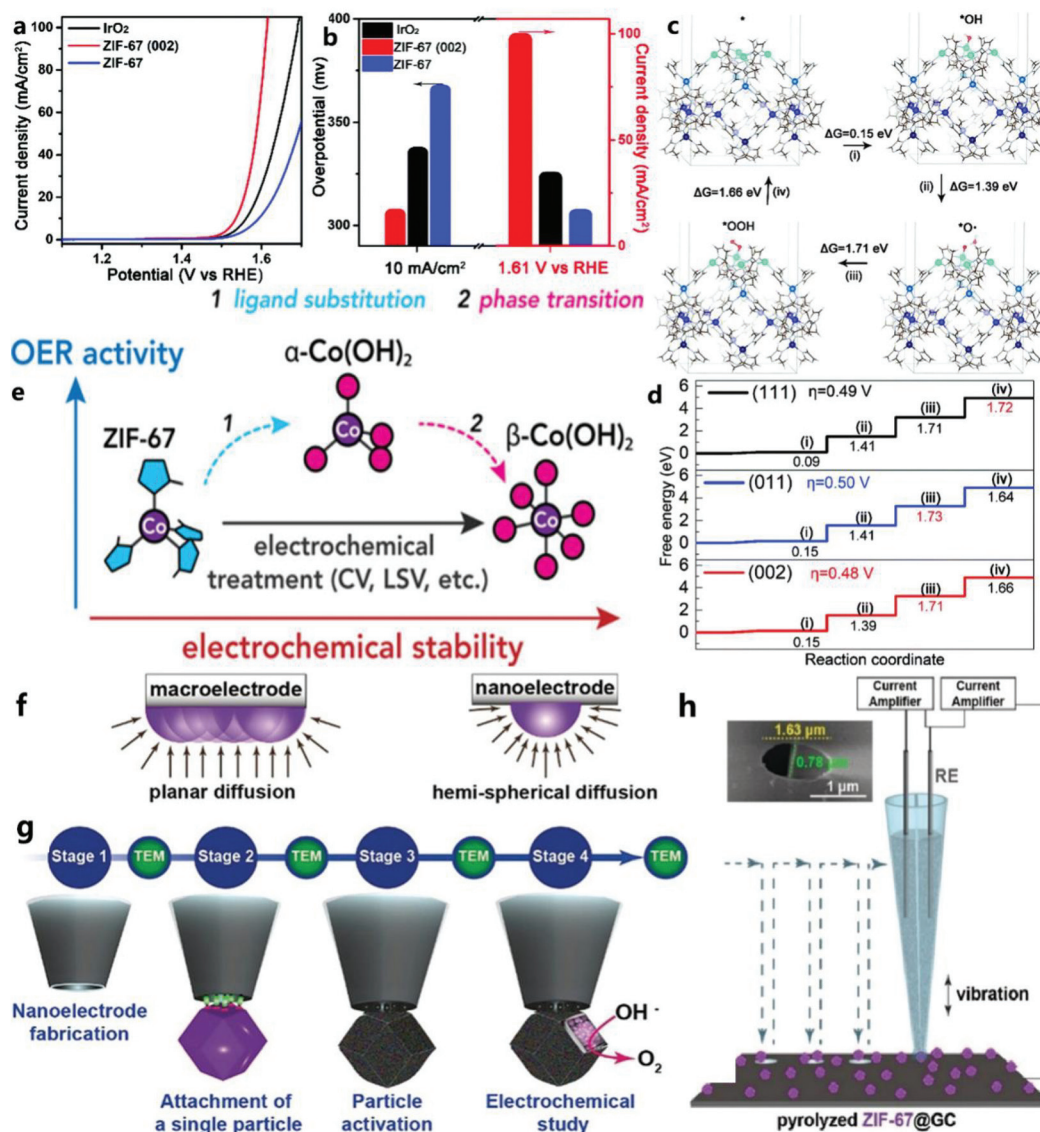 a
IrO₂
ZIF-67 (002)
ZIF-67
Current density (mA/cm²)
100
80
60
40
20
0
1.2
1.4
1.6
Potential (V vs RHE)
b
IrO₂
ZIF-67 (002)
ZIF-67
Overpotential (mv)
400
350
300
100
50
0
Current density (mA/cm²)
10 mA/cm²
1.61 V vs RHE
c
*
*OH
ΔG=0.15 eV
(i)
ΔG=1.66 eV
(iv)
(ii)
ΔG=1.39 eV
*OOH
*O•
ΔG=1.71 eV
(iii)
1 ligand substitution
2 phase transition
OER activity
e
ZIF-67
1
α-Co(OH)₂
2
β-Co(OH)₂
Co
Co
Co
electrochemical
treatment (CV, LSV, etc.)
electrochemical stability
d
Free energy (eV)
6
4
2
0
(111)
η=0.49 V
(i)
0.09
(ii)
1.41
(iii)
1.71
(iv)
1.72
6
4
2
0
(011)
η=0.50 V
(i)
0.15
(ii)
1.41
(iii)
1.73
(iv)
1.64
6
4
2
0
(002)
η=0.48 V
(i)
0.15
(ii)
1.39
(iii)
1.71
(iv)
1.66
Reaction coordinate
f
macroelectrode
planar diffusion
nanoelectrode
hemi-spherical diffusion
g
Stage 1
TEM
Stage 2
TEM
Stage 3
TEM
Stage 4
TEM
Nanoelectrode
fabrication
Attachment of
a single particle
Particle
activation
OH -
O₂
Electrochemical
study
h
Current
Amplifier
Current
Amplifier
1.63 µm
0.78 µm
1 µm
RE
vibration
pyrolyzed ZIF-67@GC